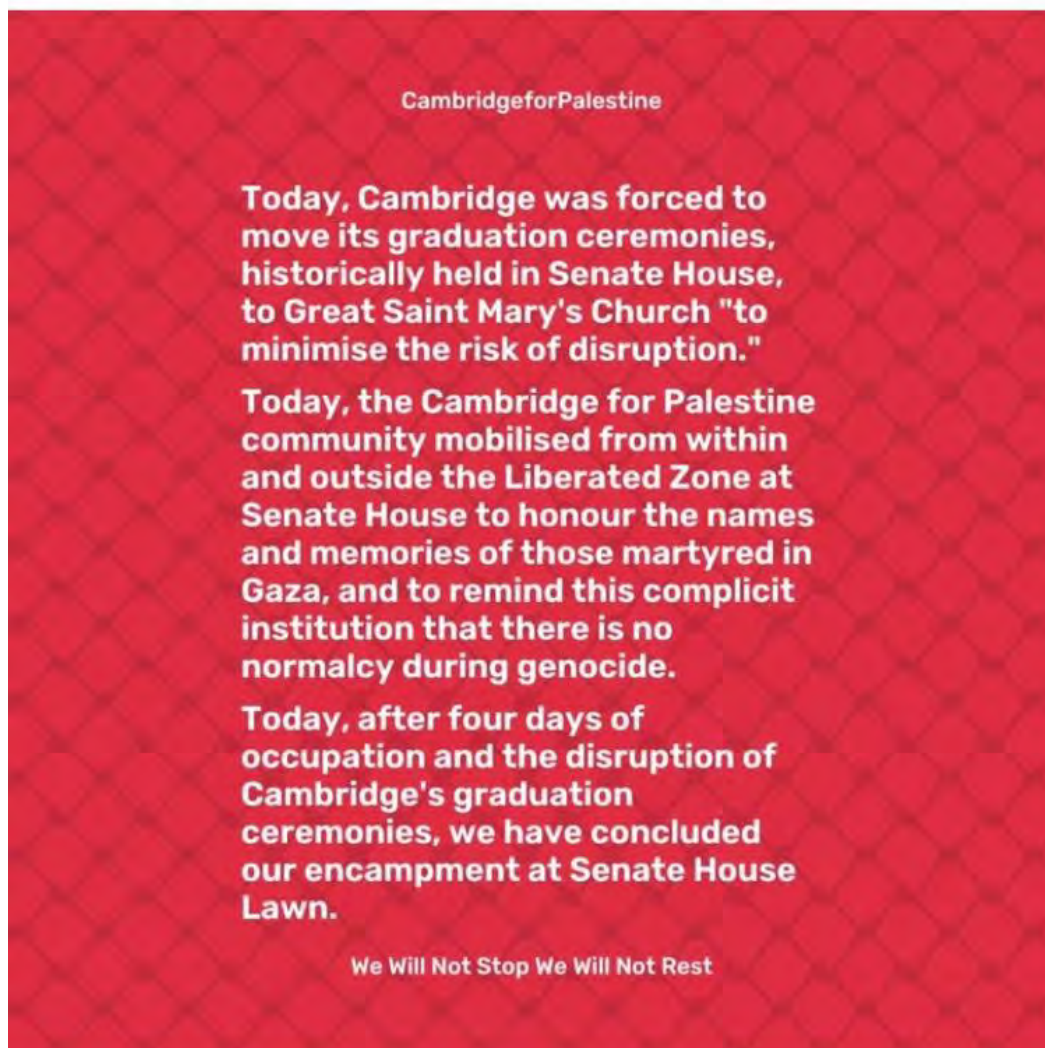 CambridgeforPalestine
Today, Cambridge was forced to
move its graduation ceremonies,
historically held in Senate House,
to Great Saint Mary's Church "to
minimise the risk of disruption."
Today, the Cambridge for Palestine
community mobilised from within
and outside the Liberated Zone at
Senate House to honour the names
and memories of those martyred in
Gaza, and to remind this complicit
institution that there is no
normalcy during genocide.
Today, after four days of
occupation and the disruption of
Cambridge's graduation
ceremonies, we have concluded
our encampment at Senate House
Lawn.
We Will Not Stop We Will Not Rest